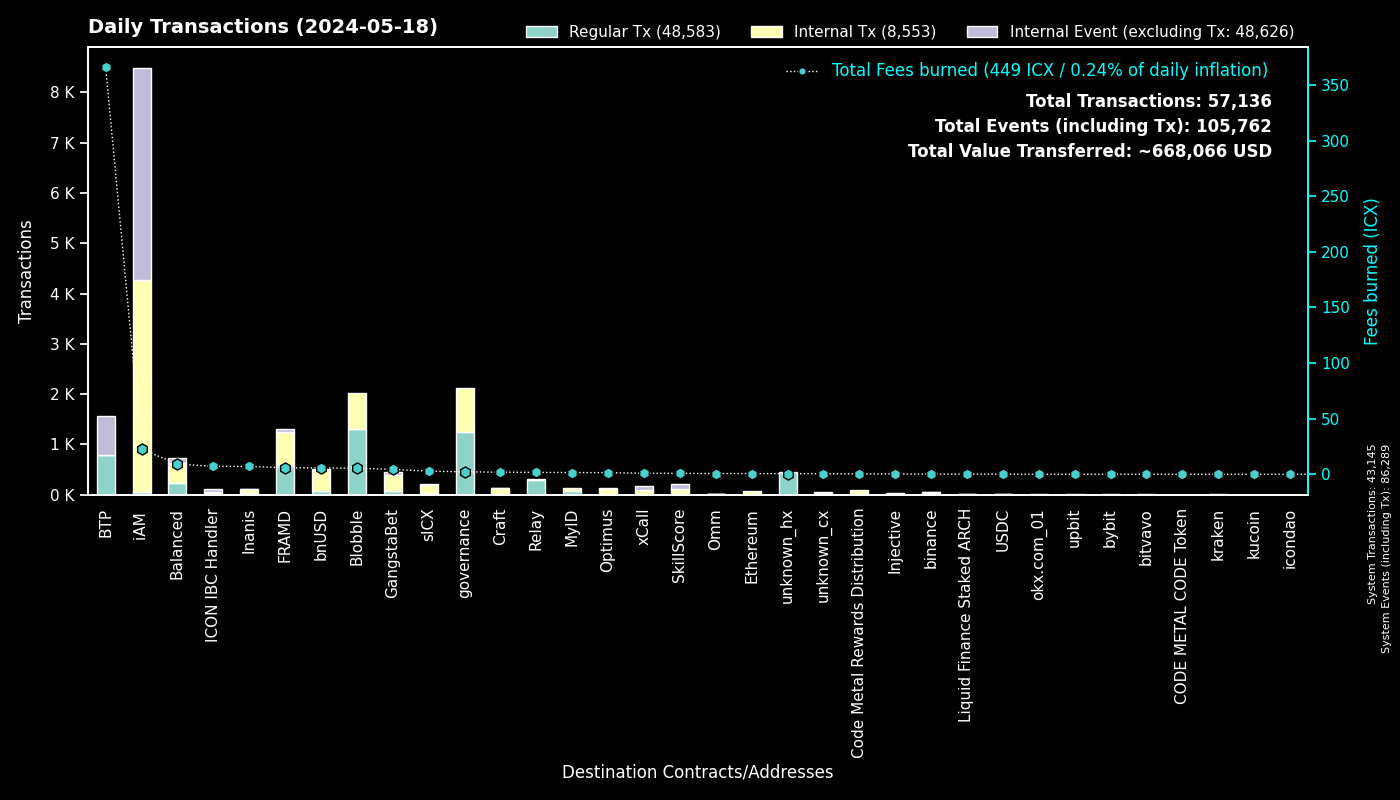 Daily Transactions (2024-05-18)
Regular Tx (48,583)
Internal Tx (8,553)
Internal Event (excluding Tx: 48,626)
Total Fees burned (449 ICX / 0.24% of daily inflation)
Total Transactions: 57,136
Total Events (including Tx): 105,762
Total Value Transferred: ~668,066 USD
Transactions
8 K
7 K
6 K
5 K
4 K
3 K
2 K
1 K
0 K
350
300
250
200
150
100
50
0
Fees burned (ICX)
BTP
iAM
Balanced
ICON IBC Handler
Inanis
FRAMD
bnUSD
Blobble
GangstaBet
sICX
governance
Craft
Relay
MyID
Optimus
xCall
SkillScore
Omm
Ethereum
unknown_hx
unknown_cx
Code Metal Rewards Distribution
Injective
binance
Liquid Finance Staked ARCH
USDC
okx.com_01
upbit
bybit
bitvavo
CODE METAL CODE Token
kraken
kucoin
icondao
Destination Contracts/Addresses
System Transactions: 43,145
System Events (including Tx): 86,289